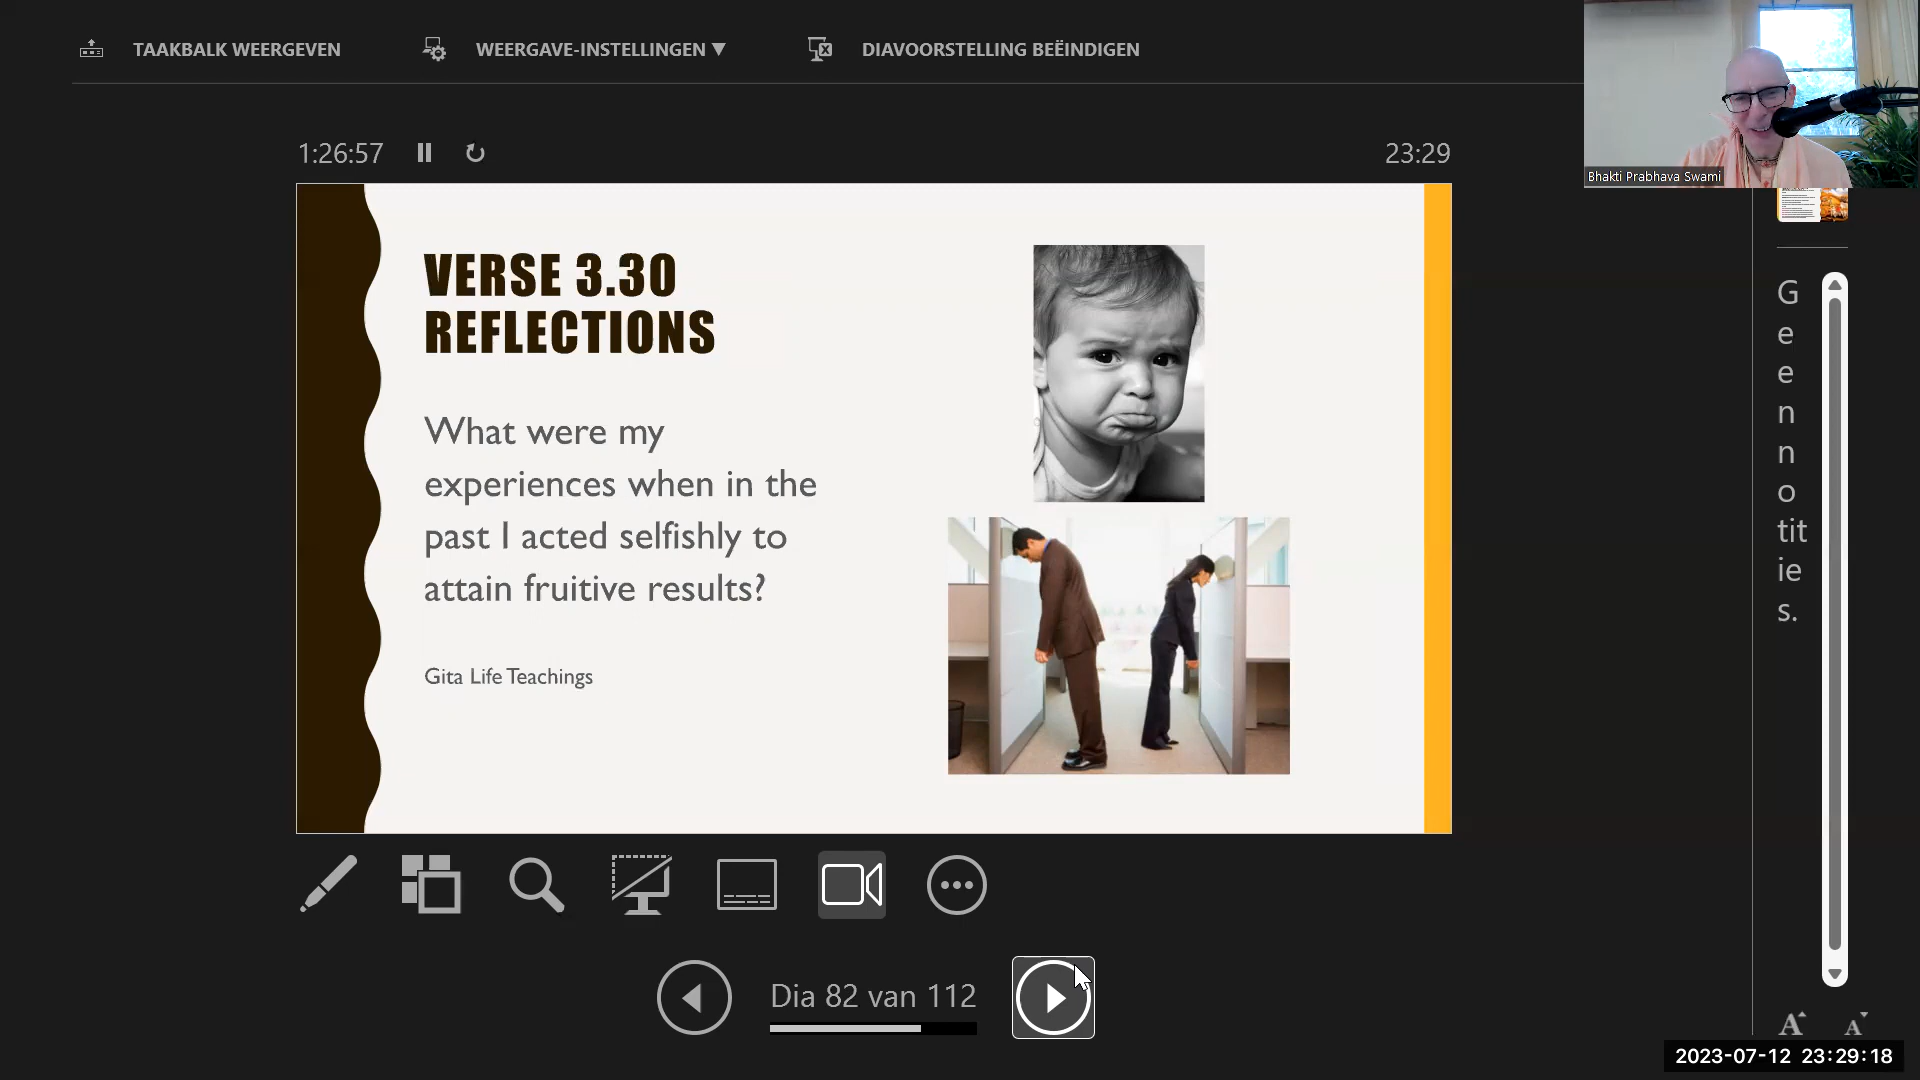 TAAKBALK WEERGEVEN
WEERGAVE-INSTELLINGEN ▼
DIAVOORSTELLING BEËINDIGEN
Bhakti Prabhava Swami
1:26:57
23:29
VERSE 3.30
REFLECTIONS
What were my
experiences when in the
past I acted selfishly to
attain fruitive results?
Gita Life Teachings
G
e
e
n
n
o
tit
ie
s.
Dia 82 van 112
A A
2023-07-12 23:29:18